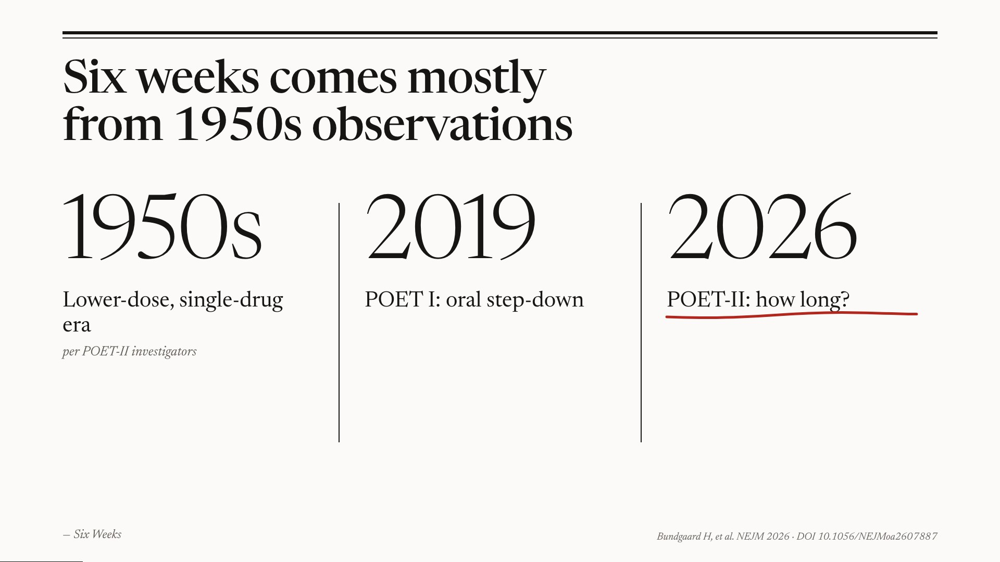 Six weeks comes mostly
from 1950s observations
1950s
Lower-dose, single-drug
era
per POET-II investigators
2019
POET I: oral step-down
2026
POET-II: how long?
— Six Weeks
Bundgaard H, et al. NEJM 2026 · DOI 10.1056/NEJMoa2607887